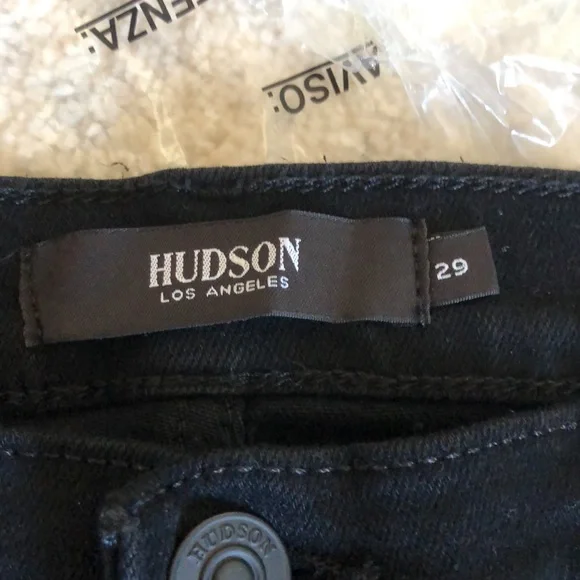 ENZA:
AVISO:
HUDSON
LOS ANGELES
29
HUDSON